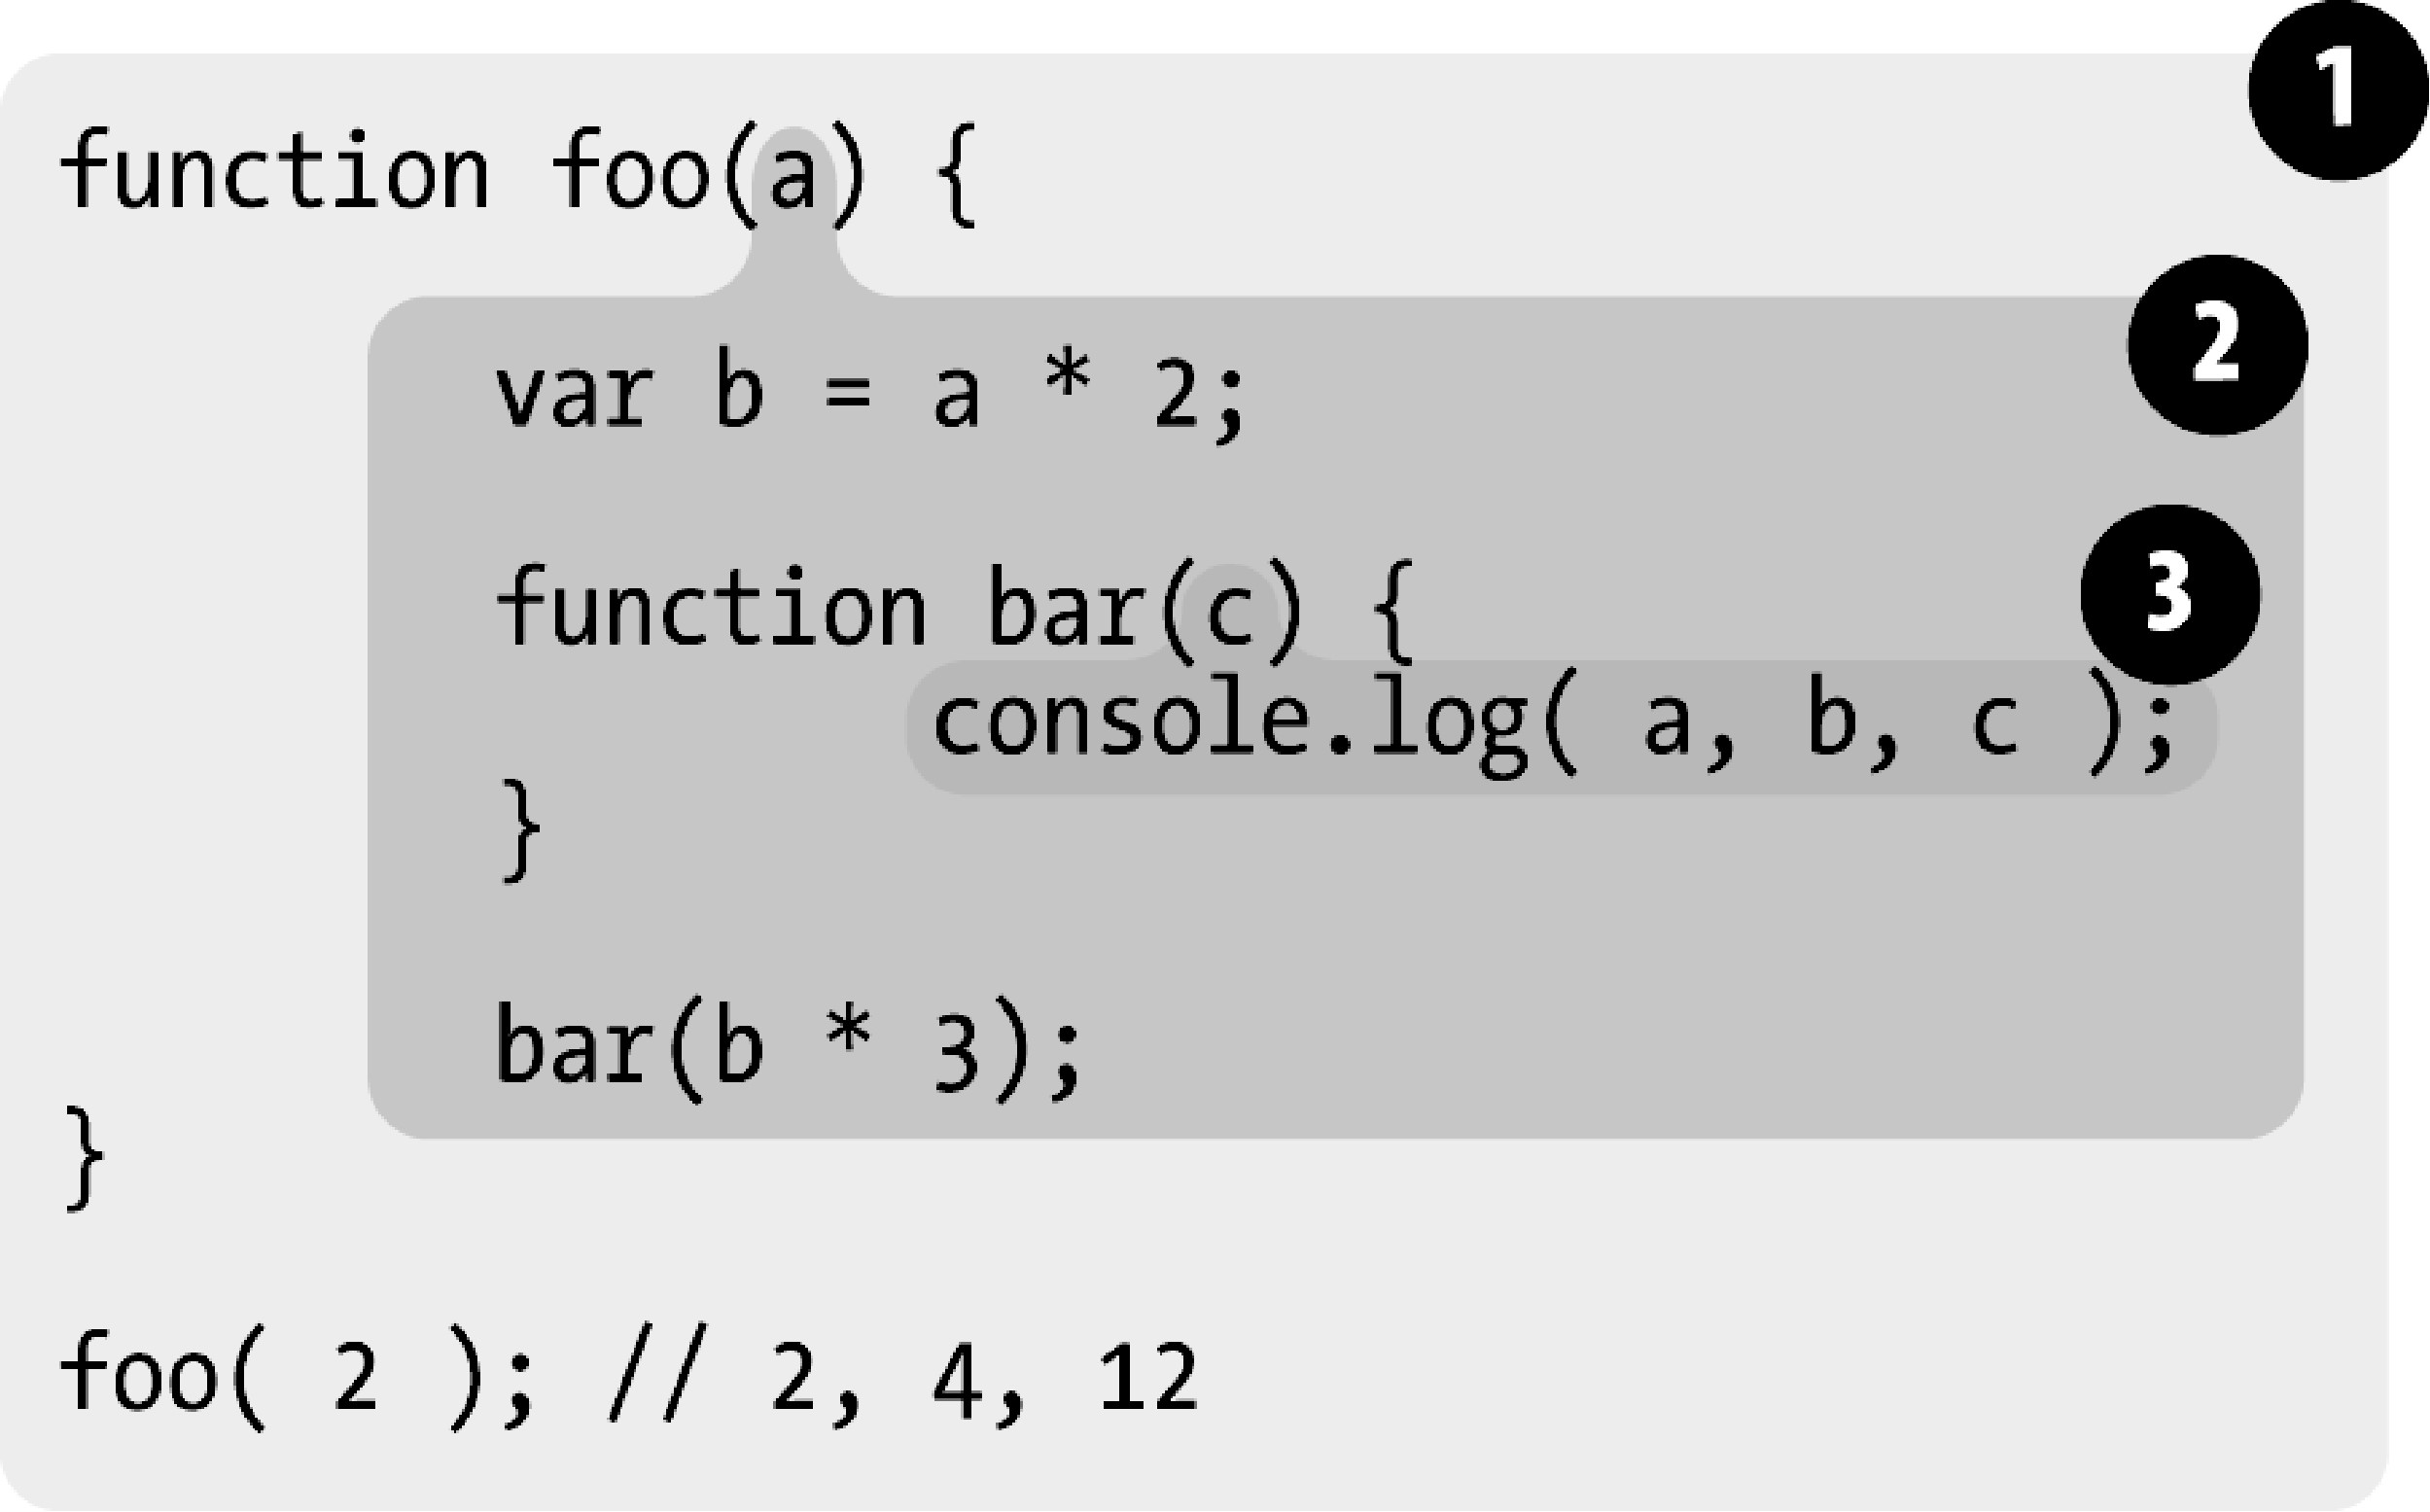 1
function foo(a) {
2
var b = a * 2;
3
function bar(c) {
console.log( a, b, c );
}
bar(b * 3);
}
foo( 2 ); // 2, 4, 12